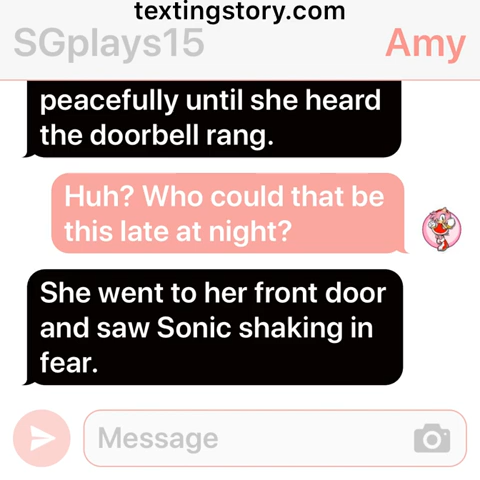 textingstory.com
SGplays15
Amy
peacefully until she heard
the doorbell rang.
Huh? Who could that be
this late at night?
She went to her front door
and saw Sonic shaking in
fear.
Message